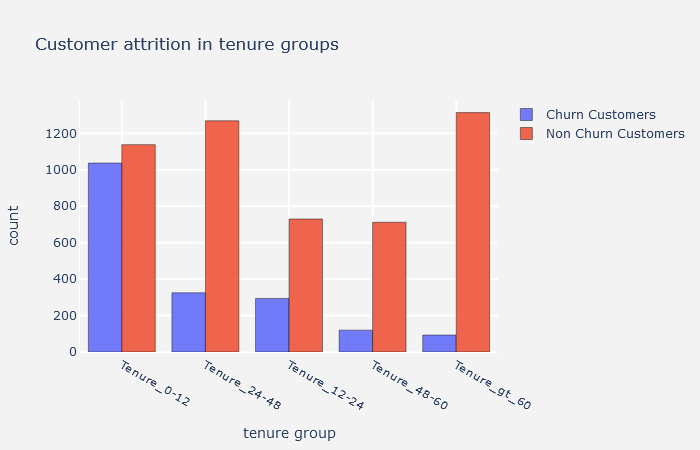 Customer attrition in tenure groups
Churn Customers
Non Churn Customers
count
1200
1000
800
600
400
200
0
Tenure_0-12
Tenure_24-48
Tenure_12-24
Tenure_48-60
Tenure_gt_60
tenure group